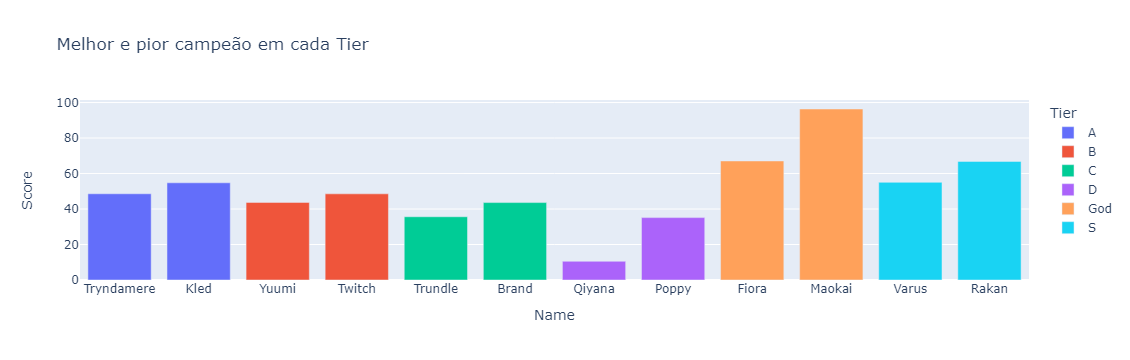 Melhor e pior campeão em cada Tier
Score
100
80
60
40
20
0
Tryndamere Kled Yuumi Twitch Trundle Brand Qiyana Poppy Fiora Maokai Varus Rakan
Name
Tier
A
B
C
D
God
S